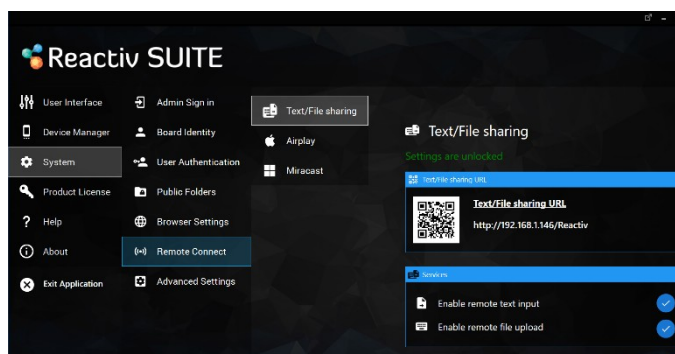 Reactiv SUITE
User Interface
Device Manager
System
Product License
? Help
About
Exit Application
Admin Sign in
Board Identity
User Authentication
Public Folders
Browser Settings
Remote Connect
Advanced Settings
Text/File sharing
Airplay
Miracast
Text/File sharing
Settings are unlocked
Text/File sharing URL
Text/File sharing URL
http://192.168.1.146/Reactiv
Services
Enable remote text input
Enable remote file upload